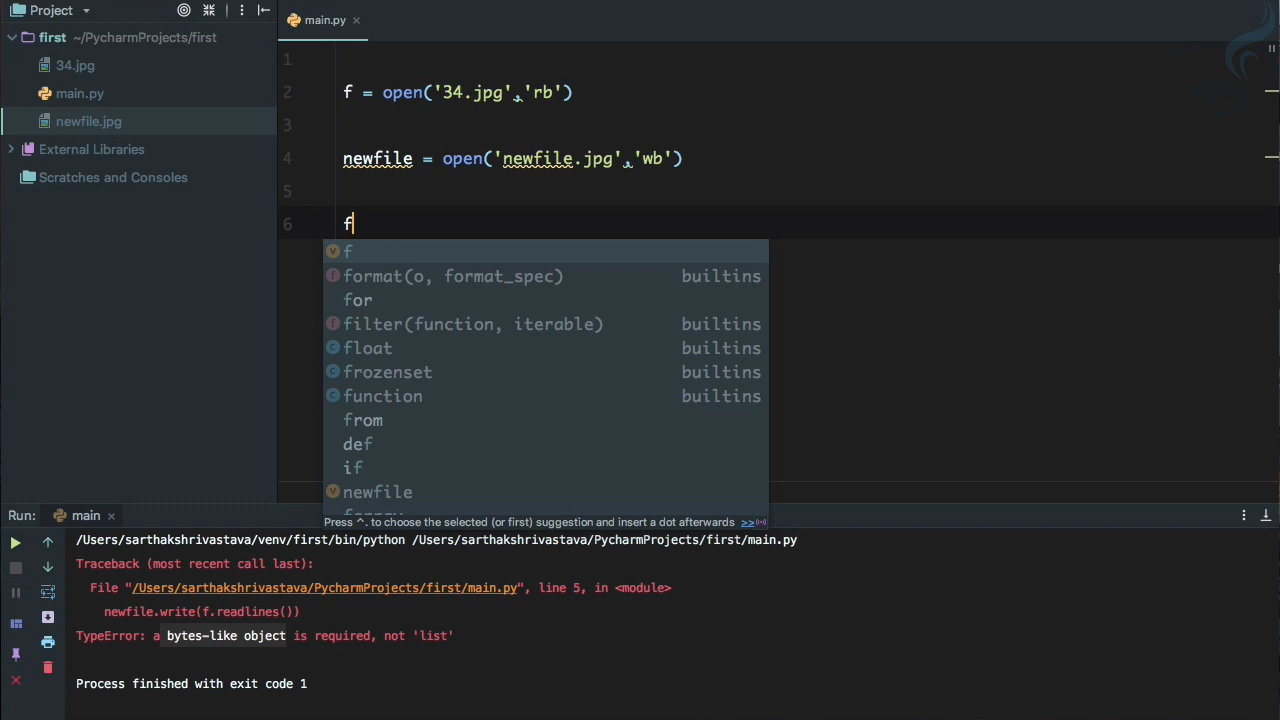 Project
main.py
first ~/PycharmProjects/first
34.jpg
main.py
newfile.jpg
External Libraries
Scratches and Consoles
1
2 f = open('34.jpg','rb')
3
4 newfile = open('newfile.jpg','wb')
5
6 f
f
format(o, format_spec) builtins
for
filter(function, iterable) builtins
float builtins
frozenset builtins
function builtins
from
def
if
newfile
Press ^. to choose the selected (or first) suggestion and insert a dot afterwards >>
Run: main
/Users/sarthakshrivastava/venv/first/bin/python /Users/sarthakshrivastava/PycharmProjects/first/main.py
Traceback (most recent call last):
File "/Users/sarthakshrivastava/PycharmProjects/first/main.py", line 5, in <module>
newfile.write(f.readlines())
TypeError: a bytes-like object is required, not 'list'
Process finished with exit code 1